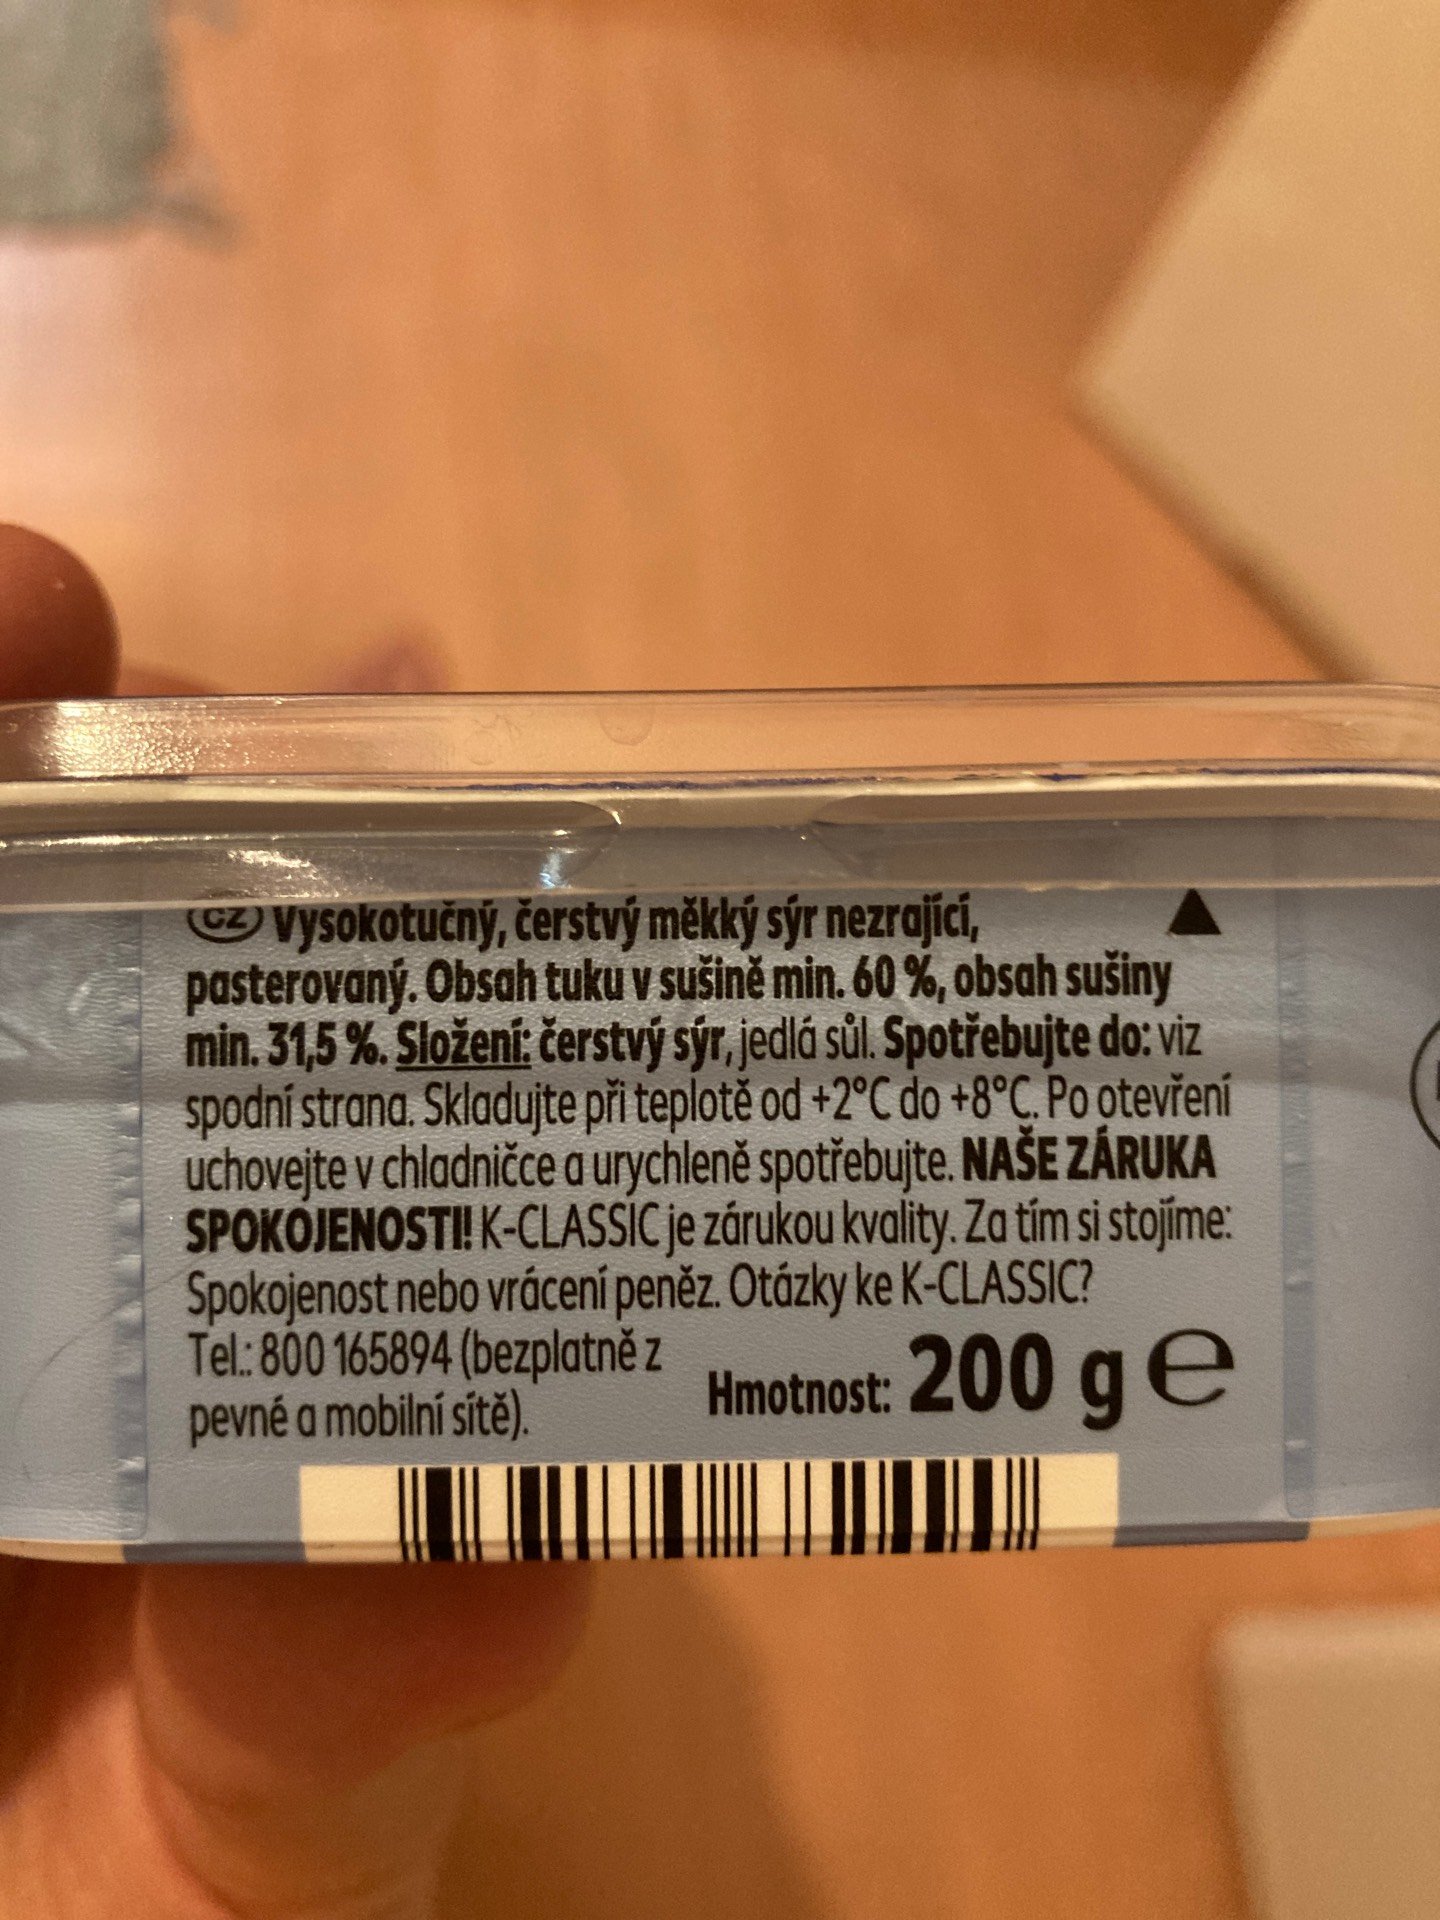 CZ Vysokotučný, čerstvý měkký sýr nezrající,
pasterovaný. Obsah tuku v sušině min. 60 %, obsah sušiny
min. 31,5 %. Složení: čerstvý sýr, jedlá sůl. Spotřebujte do: viz
spodní strana. Skladujte při teplotě od +2°C do +8°C. Po otevření
uchovejte v chladničce a urychleně spotřebujte. NAŠE ZÁRUKA
SPOKOJENOSTI! K-CLASSIC je zárukou kvality. Za tím si stojíme:
Spokojenost nebo vrácení peněz. Otázky ke K-CLASSIC?
Tel.: 800 165894 (bezplatně z
pevné a mobilní sítě).
Hmotnost: 200 g ℮